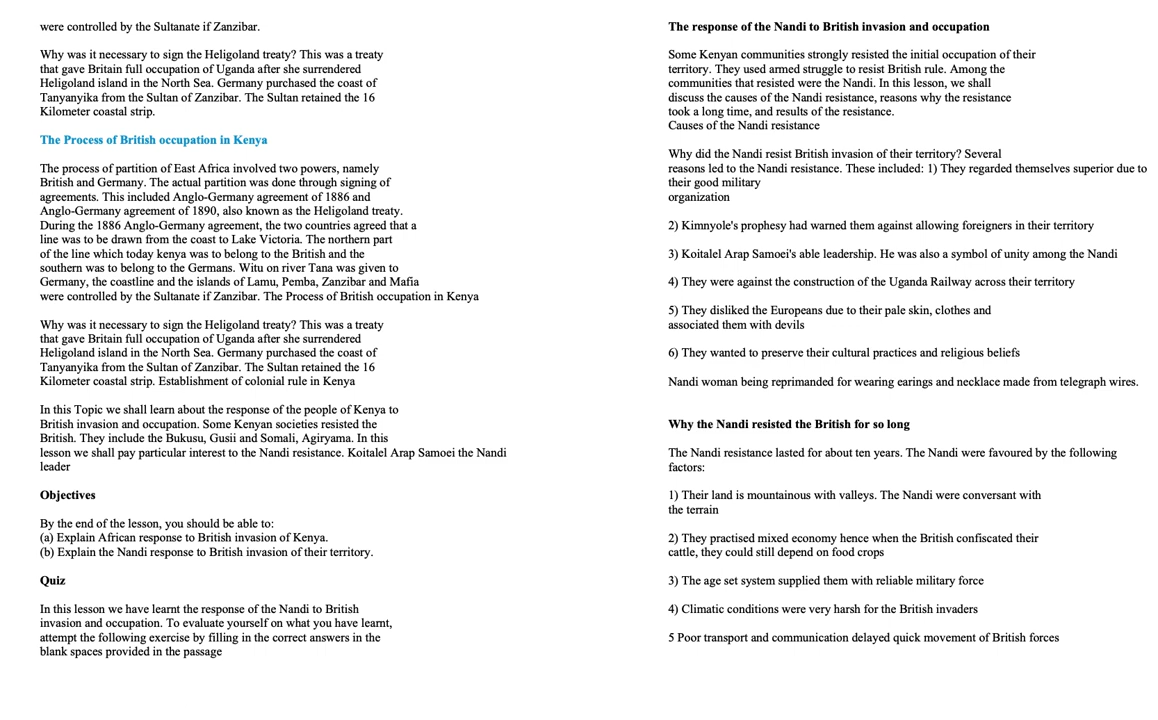 were controlled by the Sultanate if Zanzibar.
Why was it necessary to sign the Heligoland treaty? This was a treaty
that gave Britain full occupation of Uganda after she surrendered
Heligoland island in the North Sea. Germany purchased the coast of
Tanyanyika from the Sultan of Zanzibar. The Sultan retained the 16
Kilometer coastal strip.
The Process of British occupation in Kenya
The process of partition of East Africa involved two powers, namely
British and Germany. The actual partition was done through signing of
agreements. This included Anglo-Germany agreement of 1886 and
Anglo-Germany agreement of 1890, also known as the Heligoland treaty.
During the 1886 Anglo-Germany agreement, the two countries agreed that a
line was to be drawn from the coast to Lake Victoria. The northern part
of the line which today kenya was to belong to the British and the
southern was to belong to the Germans. Witu on river Tana was given to
Germany, the coastline and the islands of Lamu, Pemba, Zanzibar and Mafia
were controlled by the Sultanate if Zanzibar. The Process of British occupation in Kenya
Why was it necessary to sign the Heligoland treaty? This was a treaty
that gave Britain full occupation of Uganda after she surrendered
Heligoland island in the North Sea. Germany purchased the coast of
Tanyanyika from the Sultan of Zanzibar. The Sultan retained the 16
Kilometer coastal strip. Establishment of colonial rule in Kenya
In this Topic we shall learn about the response of the people of Kenya to
British invasion and occupation. Some Kenyan societies resisted the
British. They include the Bukusu, Gusii and Somali, Agiryama. In this
lesson we shall pay particular interest to the Nandi resistance. Koitalel Arap Samoei the Nandi
leader
Objectives
By the end of the lesson, you should be able to:
(a) Explain African response to British invasion of Kenya.
(b) Explain the Nandi response to British invasion of their territory.
Quiz
In this lesson we have learnt the response of the Nandi to British
invasion and occupation. To evaluate yourself on what you have learnt,
attempt the following exercise by filling in the correct answers in the
blank spaces provided in the passage
The response of the Nandi to British invasion and occupation
Some Kenyan communities strongly resisted the initial occupation of their
territory. They used armed struggle to resist British rule. Among the
communities that resisted were the Nandi. In this lesson, we shall
discuss the causes of the Nandi resistance, reasons why the resistance
took a long time, and results of the resistance.
Causes of the Nandi resistance
Why did the Nandi resist British invasion of their territory? Several
reasons led to the Nandi resistance. These included: 1) They regarded themselves superior due to
their good military
organization
2) Kimnyole's prophesy had warned them against allowing foreigners in their territory
3) Koitalel Arap Samoei's able leadership. He was also a symbol of unity among the Nandi
4) They were against the construction of the Uganda Railway across their territory
5) They disliked the Europeans due to their pale skin, clothes and
associated them with devils
6) They wanted to preserve their cultural practices and religious beliefs
Nandi woman being reprimanded for wearing earings and necklace made from telegraph wires.
Why the Nandi resisted the British for so long
The Nandi resistance lasted for about ten years. The Nandi were favoured by the following
factors:
1) Their land is mountainous with valleys. The Nandi were conversant with
the terrain
2) They practised mixed economy hence when the British confiscated their
cattle, they could still depend on food crops
3) The age set system supplied them with reliable military force
4) Climatic conditions were very harsh for the British invaders
5 Poor transport and communication delayed quick movement of British forces